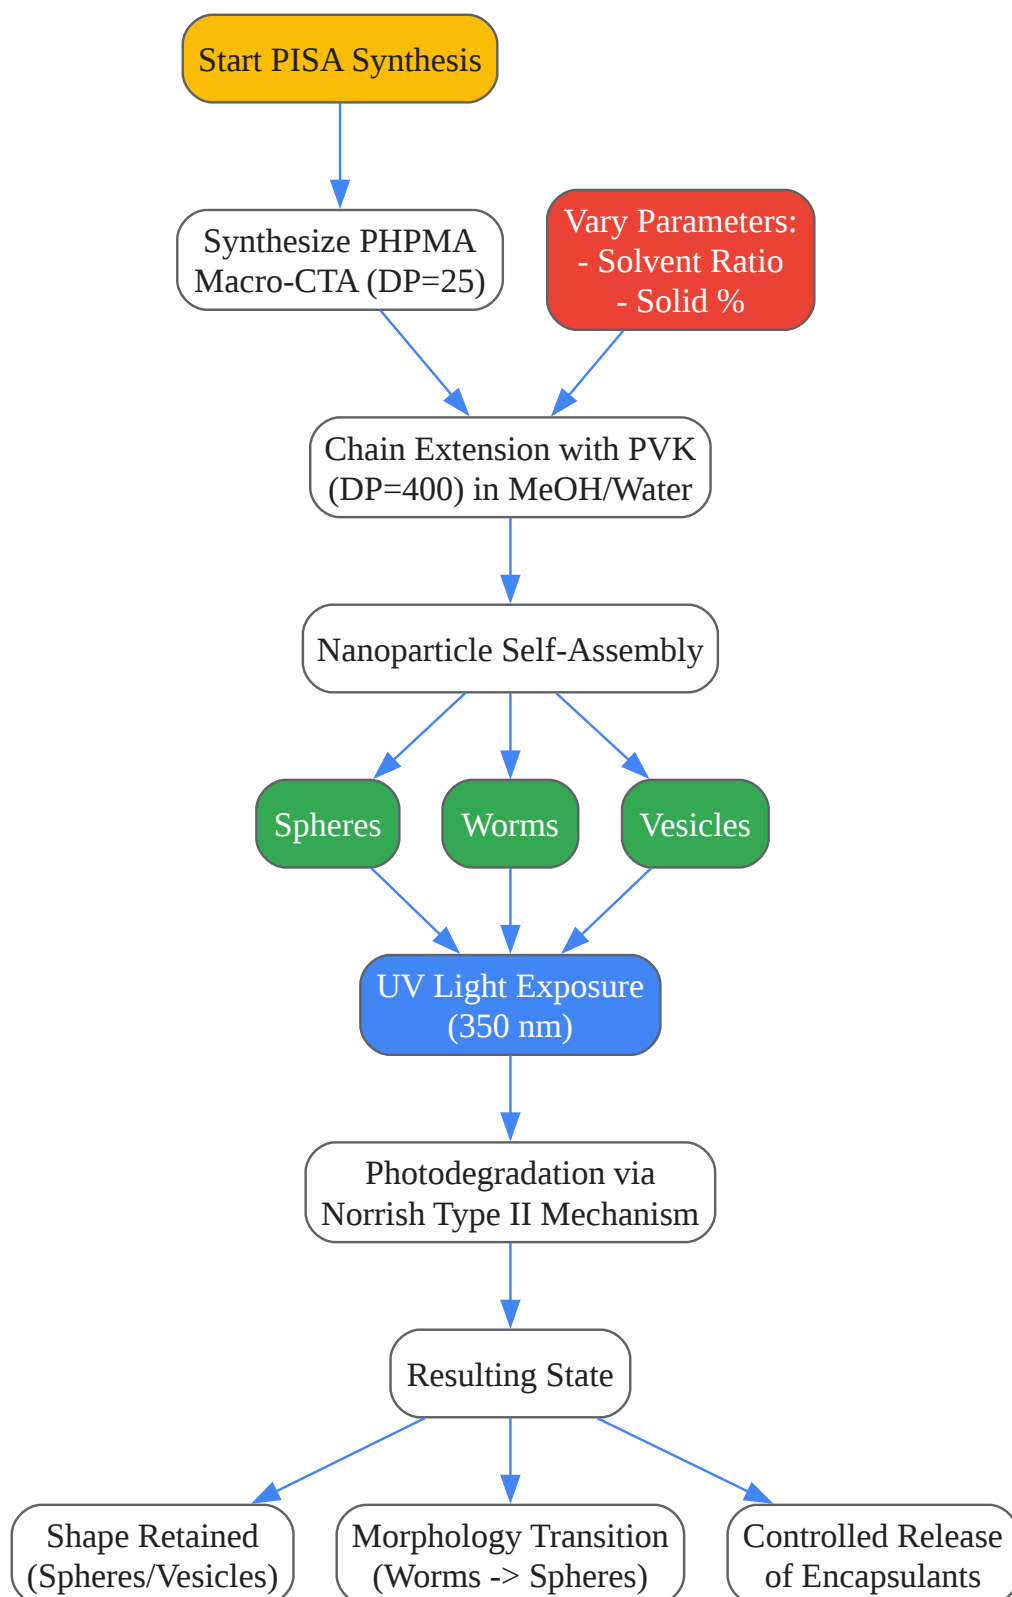 Start PISA Synthesis
Synthesize PHPMA
Macro-CTA (DP=25)
Vary Parameters:
- Solvent Ratio
- Solid %
Chain Extension with PVK
(DP=400) in MeOH/Water
Nanoparticle Self-Assembly
Spheres
Worms
Vesicles
UV Light Exposure
(350 nm)
Photodegradation via
Norrish Type II Mechanism
Resulting State
Shape Retained
(Spheres/Vesicles)
Morphology Transition
(Worms -> Spheres)
Controlled Release
of Encapsulants